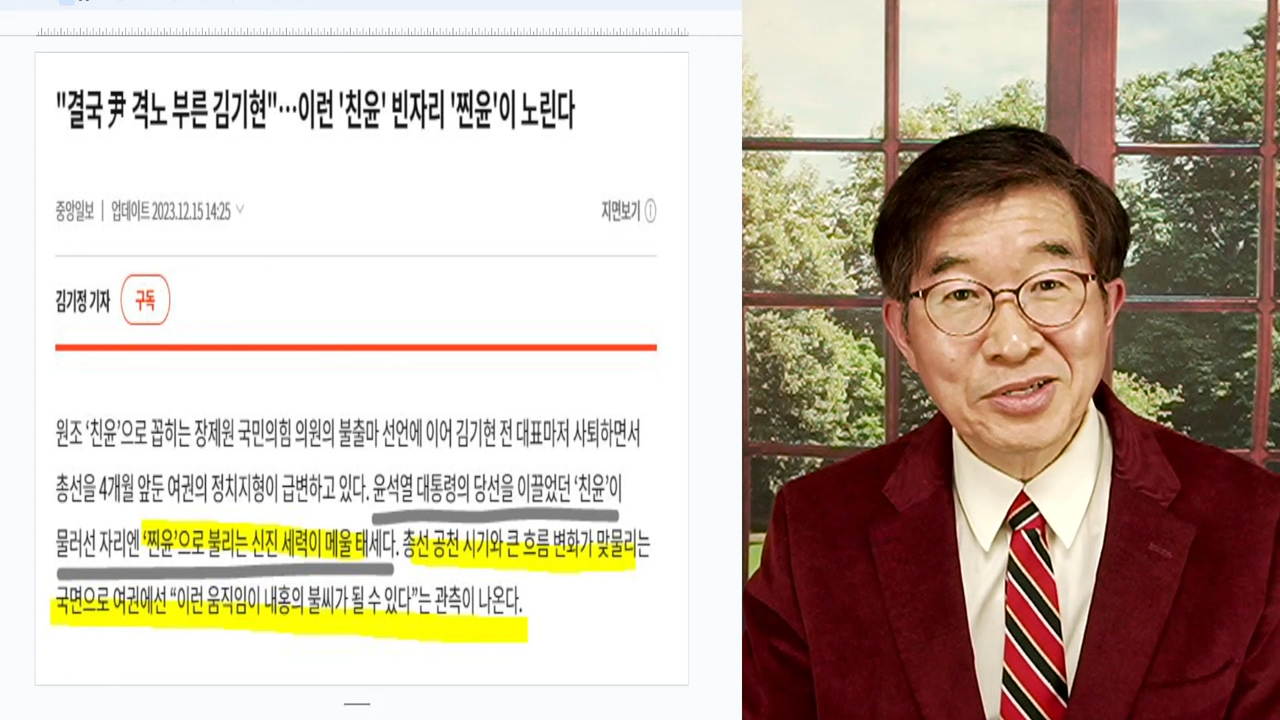 "결국 尹 격노 부른 김기현"…이런 '친윤' 빈자리 '찐윤'이 노린다
중앙일보 | 업데이트 2023.12.15 14:25
지면보기
김기정 기자
구독
원조 ‘친윤’으로 꼽히는 장제원 국민의힘 의원의 불출마 선언에 이어 김기현 전 대표마저 사퇴하면서
총선을 4개월 앞둔 여권의 정치지형이 급변하고 있다. 윤석열 대통령의 당선을 이끌었던 ‘친윤’이
물러선 자리엔 ‘찐윤’으로 불리는 신진 세력이 메울 태세다. 총선 공천 시기와 큰 흐름 변화가 맞물리는
국면으로 여권에선 “이런 움직임이 내홍의 불씨가 될 수 있다”는 관측이 나온다.